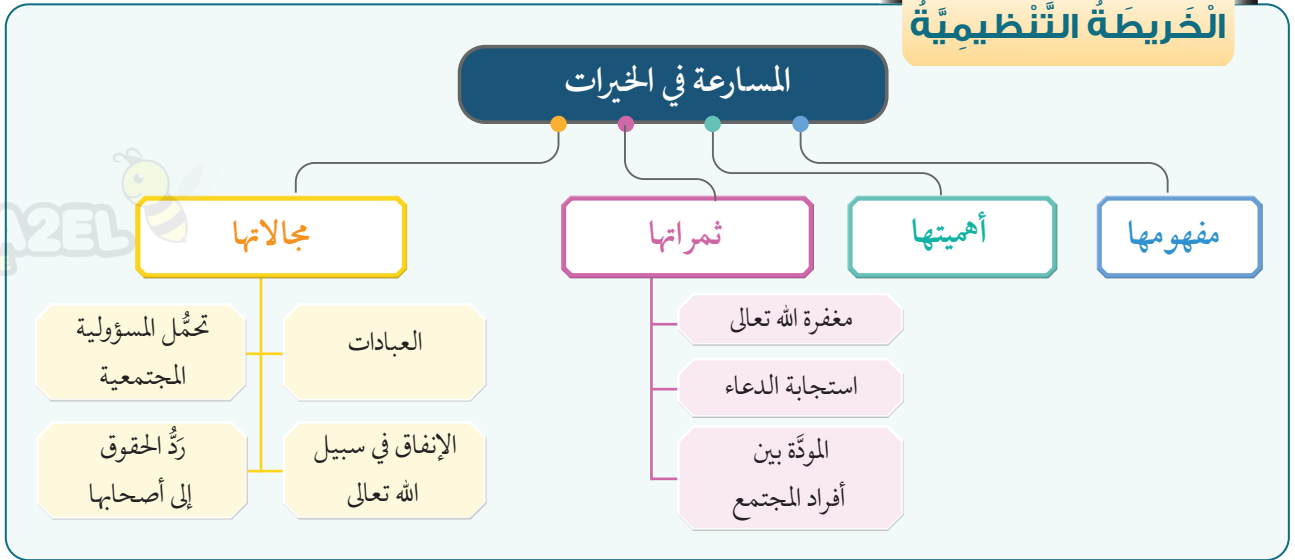 الْخَرِيطَةُ التَّنْظِيمِيَّةُ
المسارعة في الخيرات
مفهومها
أهميتها
ثمراتها
مجالاتها
مغفرة الله تعالى
استجابة الدعاء
المودَّة بين
أفراد المجتمع
العبادات
تحمُّل المسؤولية
المجتمعية
الإنفاق في سبيل
الله تعالى
رَدُّ الحقوق
إلى أصحابها